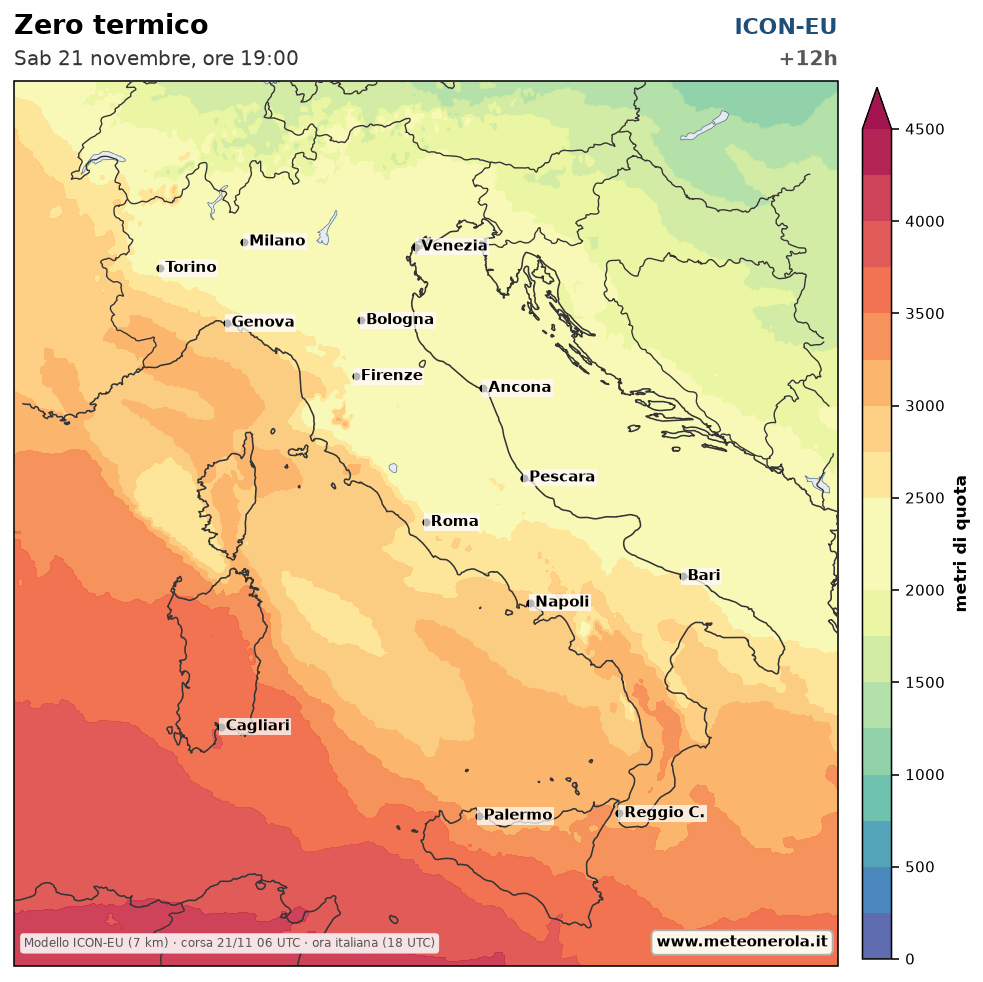 Zero termico
ICON-EU
Sab 21 novembre, ore 19:00
+12h
Milano
Venezia
Torino
Genova
Bologna
Firenze
Ancona
Pescara
Roma
Bari
Napoli
Cagliari
Palermo
Reggio C.
4500
4000
3500
3000
2500
2000
1500
1000
500
0
metri di quota
Modello ICON-EU (7 km) · corsa 21/11 06 UTC · ora italiana (18 UTC)
www.meteonerola.it